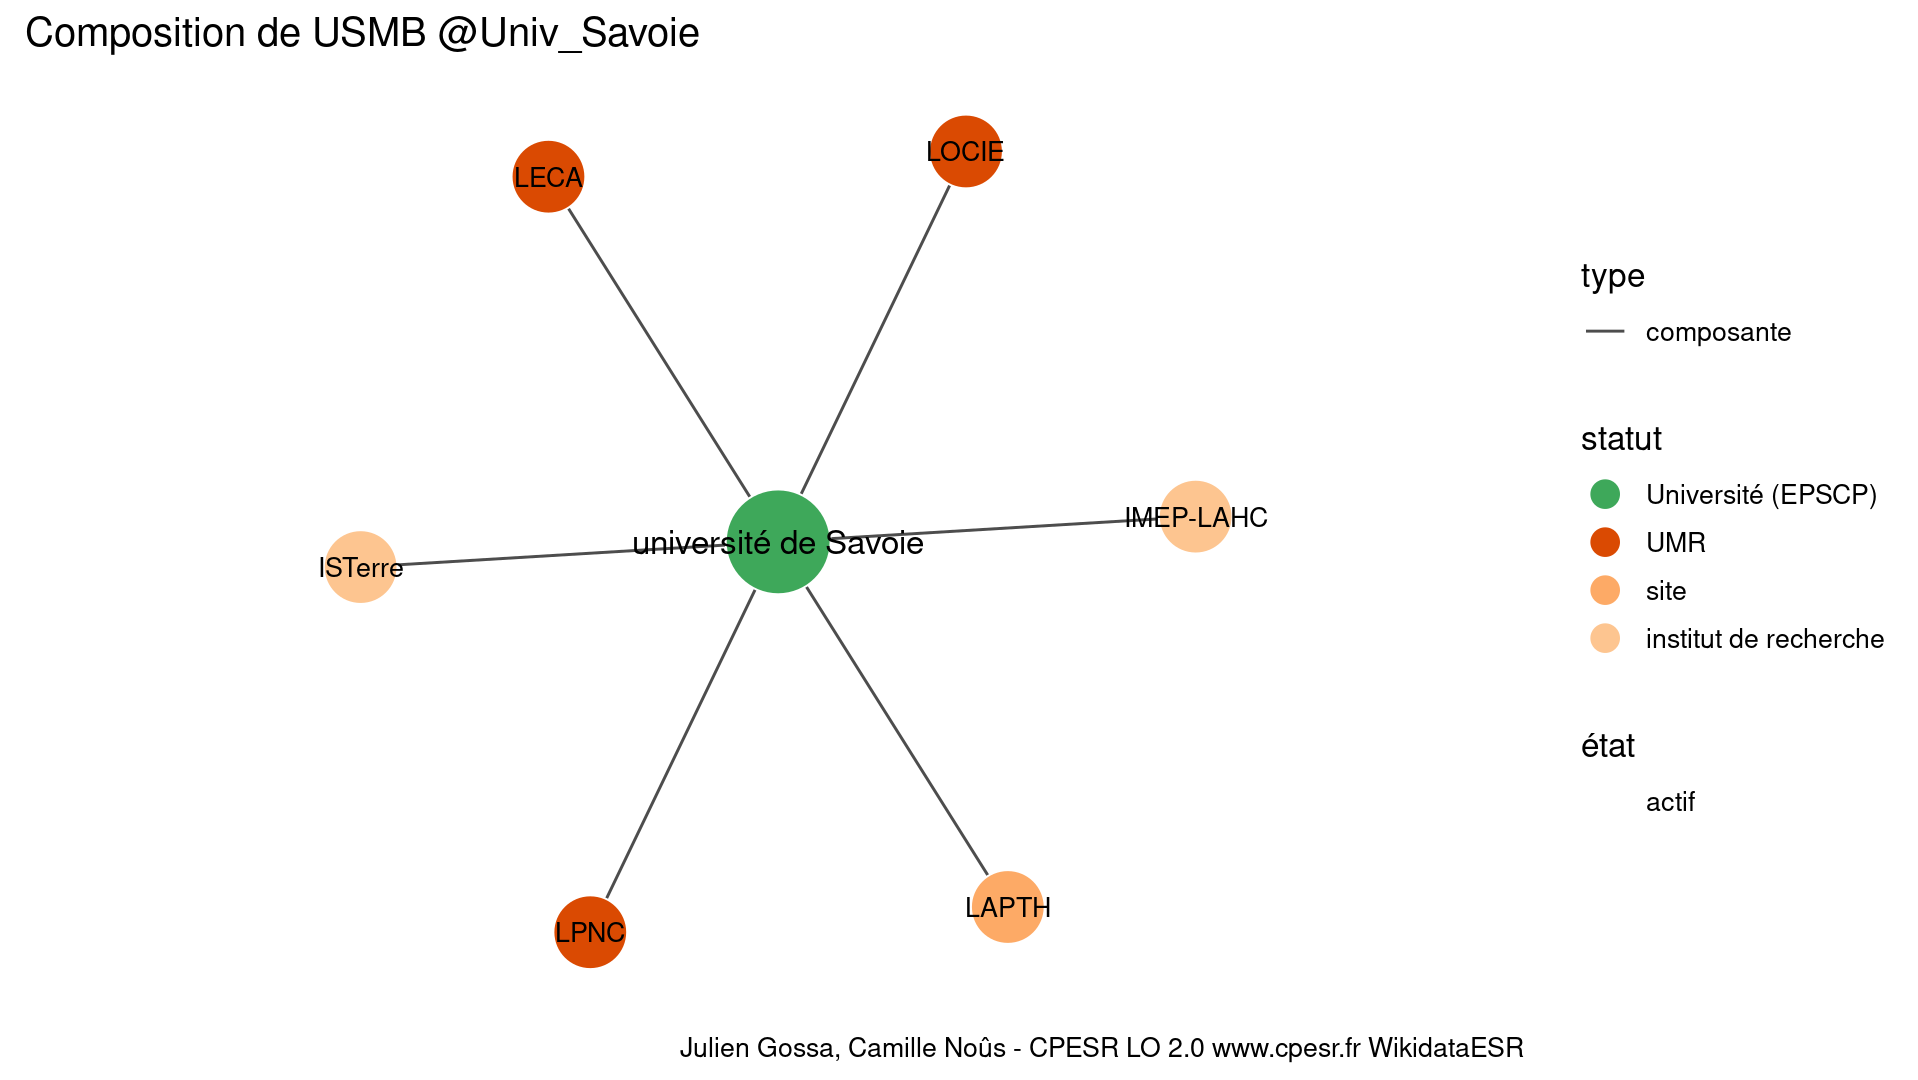 Composition de USMB @Univ_Savoie
LOCIE
LECA
IMEP-LAHC
université de Savoie
ISTerre
LAPTH
LPNC
type
composante
statut
Université (EPSCP)
UMR
site
institut de recherche
état
actif
Julien Gossa, Camille Noûs - CPESR LO 2.0 www.cpesr.fr WikidataESR